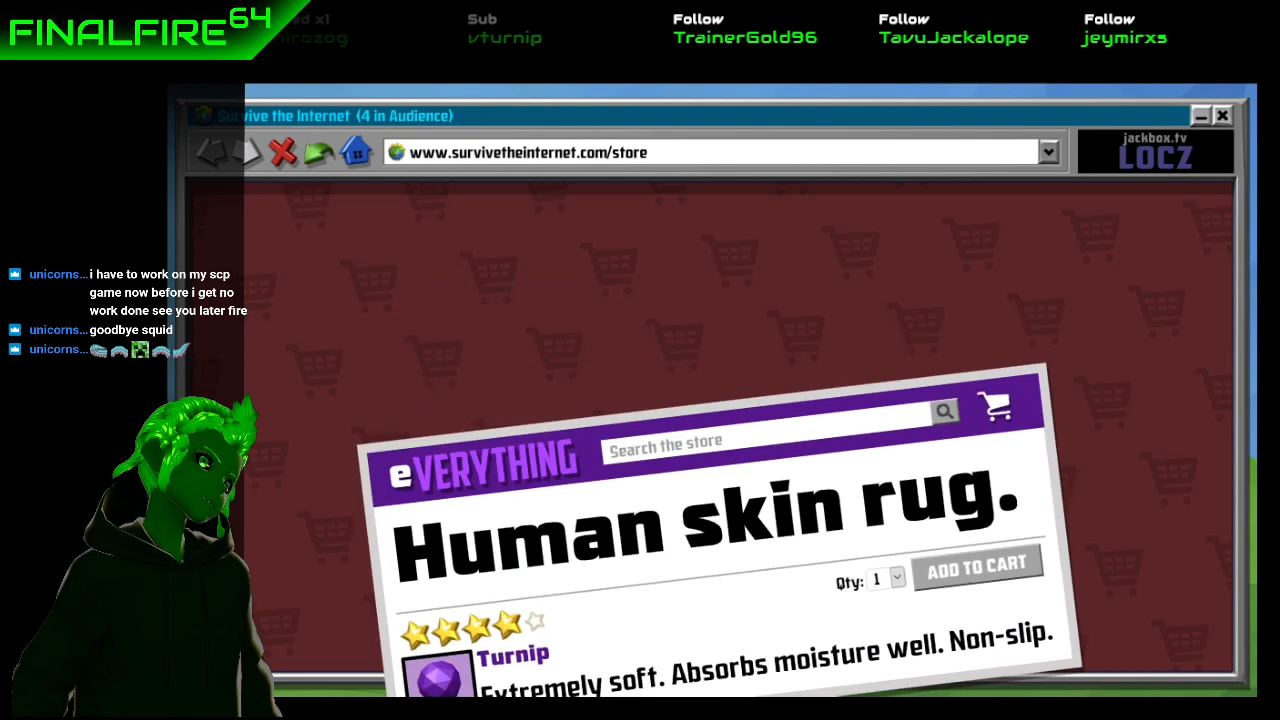 FINALFIRE64
x1
Sub
vturnip
Follow
TrainerGold96
Follow
TavuJackalope
Follow
jeymirxs
Survive the Internet (4 in Audience)
www.survivetheinternet.com/store
jackbox.tv
LOCZ
unicorns... i have to work on my scp
game now before i get no
work done see you later fire
unicorns... goodbye squid
unicorns...
eVERYTHING
Search the store
Human skin rug.
Qty: 1
ADD TO CART
Turnip
Extremely soft. Absorbs moisture well. Non-slip.